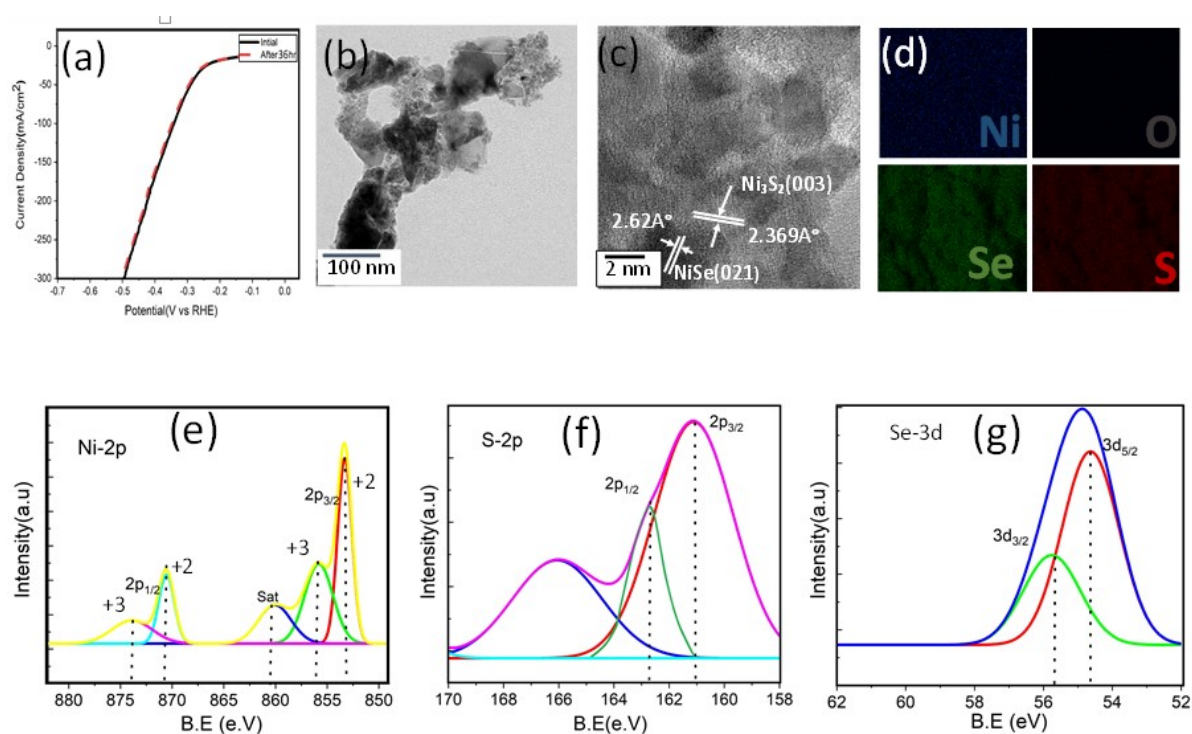 (a)
Intial
After36hr
0
-50
-100
-150
-200
-250
-300
Current Density(mA/cm²)
-0.7
-0.6
-0.5
-0.4
-0.3
-0.2
-0.1
0.0
Potential(V vs RHE)
(b)
100 nm
(c)
Ni₃S₂(003)
2.62A°
2.369A°
NiSe(021)
2 nm
(d)
Ni
O
Se
S
(e)
Ni-2p
+2
2p₃/₂
+3
+2
2p₁/₂
+3
Sat
Intensity(a.u)
880
875
870
865
860
855
850
B.E (e.V)
(f)
S-2p
2p₃/₂
2p₁/₂
Intensity(a.u)
170
168
166
164
162
160
158
B.E(e.V)
(g)
Se-3d
3d₅/₂
3d₃/₂
Intensity(a.u)
62
60
58
56
54
52
B.E (eV)